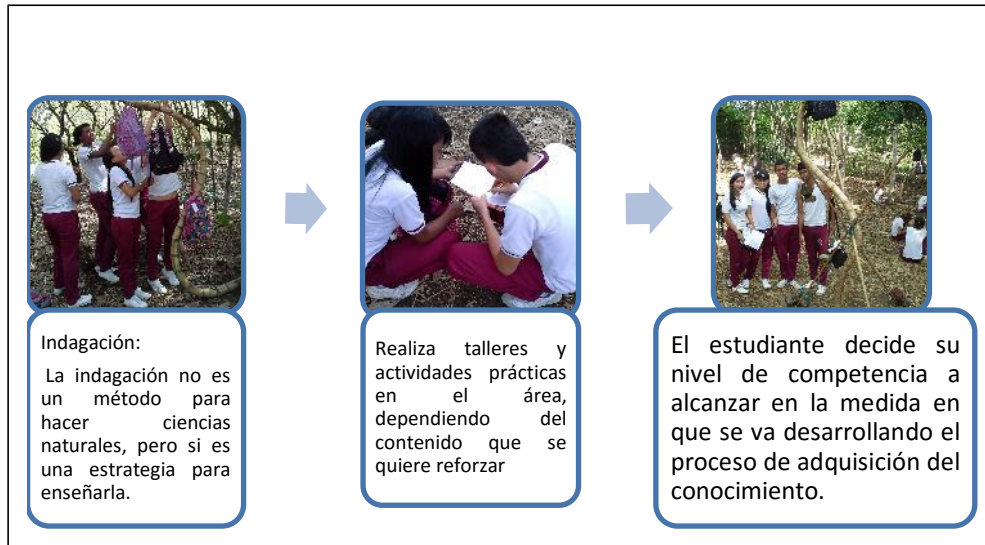 Indagación:
La indagación no es
un método para
hacer ciencias
naturales, pero si es
una estrategia para
enseñarla.
Realiza talleres y
actividades prácticas
en el área,
dependiendo del
contenido que se
quiere reforzar
El estudiante decide su
nivel de competencia a
alcanzar en la medida en
que se va desarrollando el
proceso de adquisición del
conocimiento.